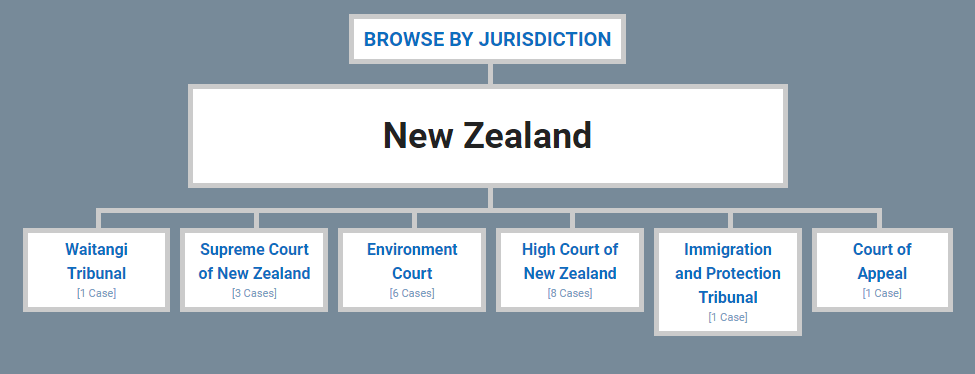 BROWSE BY JURISDICTION
New Zealand
Waitangi
Tribunal
[1 Case]
Supreme Court
of New Zealand
[3 Cases]
Environment
Court
[6 Cases]
High Court of
New Zealand
[8 Cases]
Immigration
and Protection
Tribunal
[1 Case]
Court of
Appeal
[1 Case]